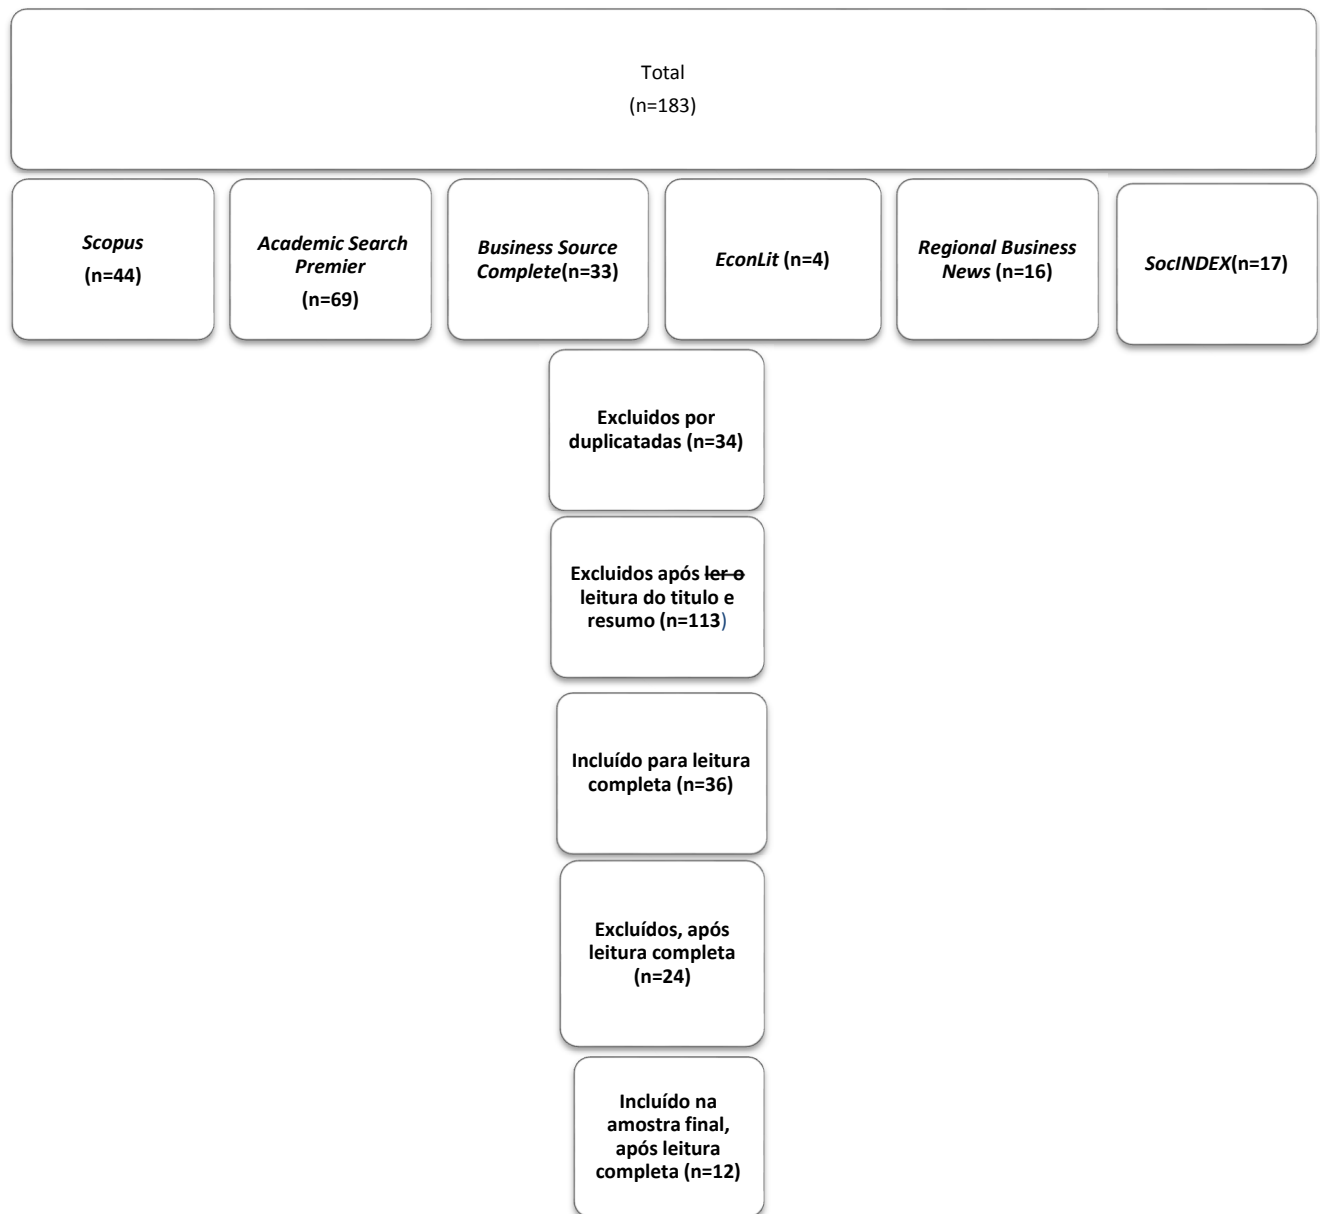 Total
(n=183)
Scopus
(n=44)
Academic Search
Premier
(n=69)
Business Source
Complete(n=33)
EconLit (n=4)
Regional Business
News (n=16)
SocINDEX(n=17)
Excluidos por
duplicatadas (n=34)
Excluidos após ler o
leitura do titulo e
resumo (n=113)
Incluído para leitura
completa (n=36)
Excluídos, após
leitura completa
(n=24)
Incluído na
amostra final,
após leitura
completa (n=12)